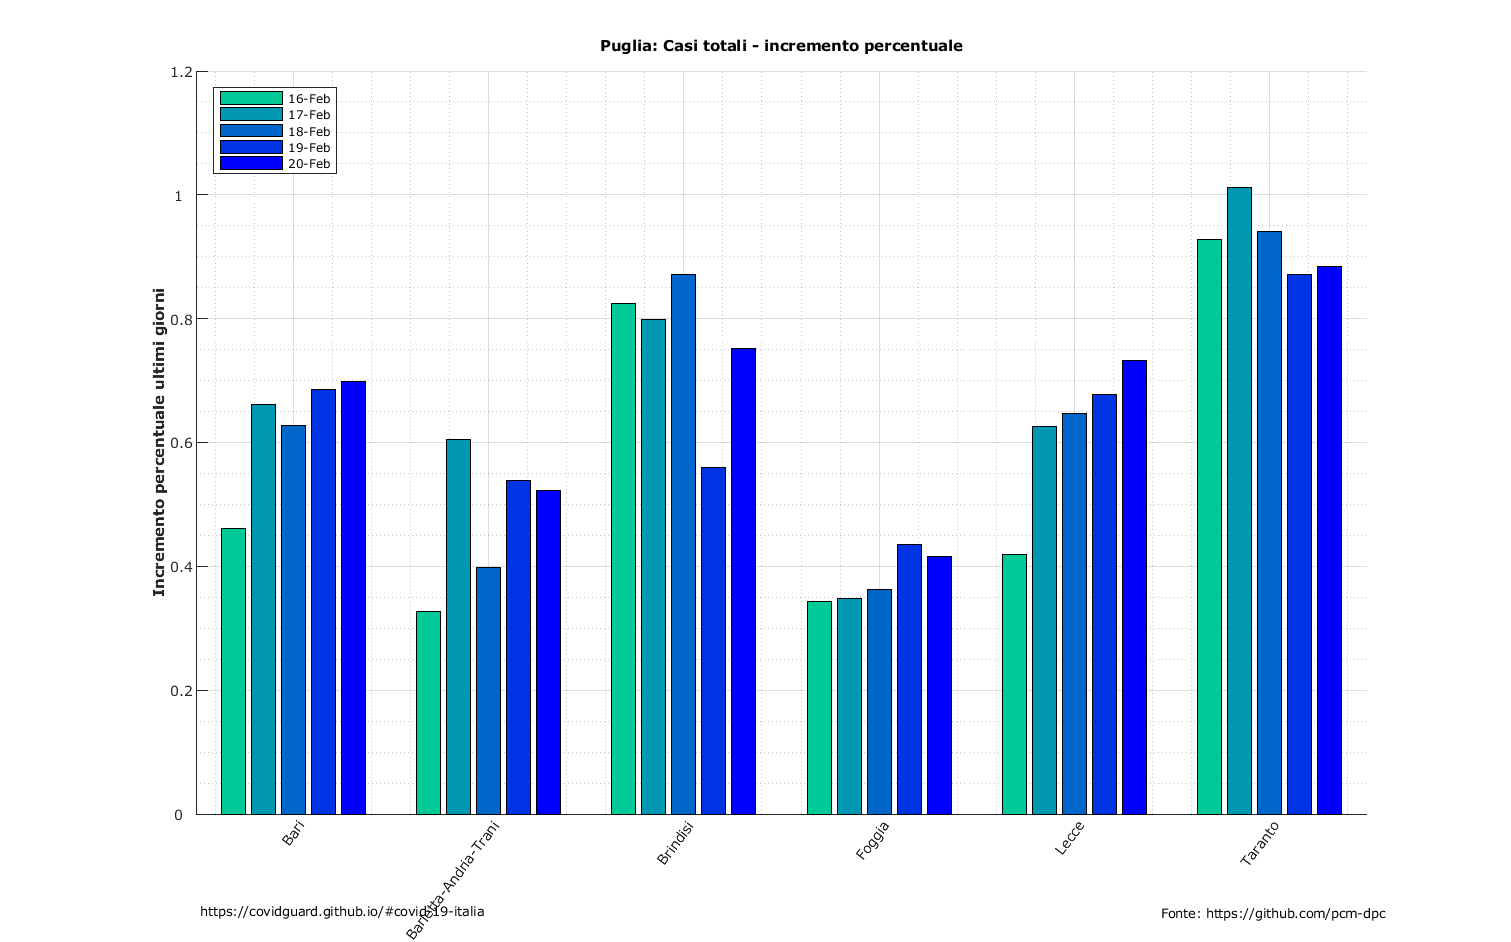 Puglia: Casi totali - incremento percentuale
1.2
1
0.8
0.6
0.4
0.2
0
Incremento percentuale ultimi giorni
16-Feb
17-Feb
18-Feb
19-Feb
20-Feb
Bari
Barletta-Andria-Trani
Brindisi
Foggia
Lecce
Taranto
https://covidguard.github.io/#covid-19-italia
Fonte: https://github.com/pcm-dpc